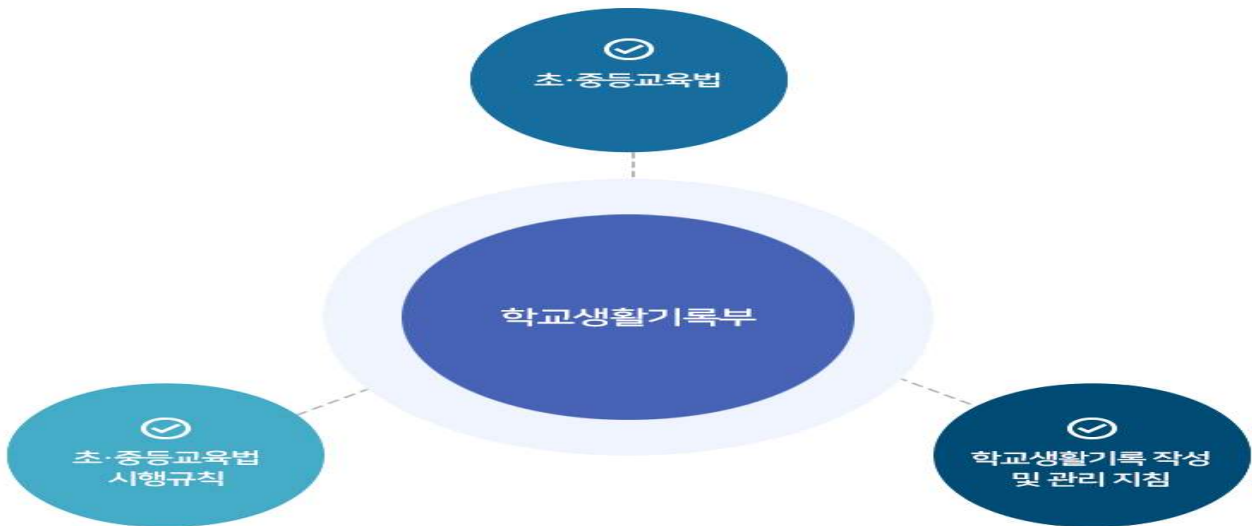 초·중등교육법
학교생활기록부
초·중등교육법
시행규칙
학교생활기록 작성
및 관리 지침